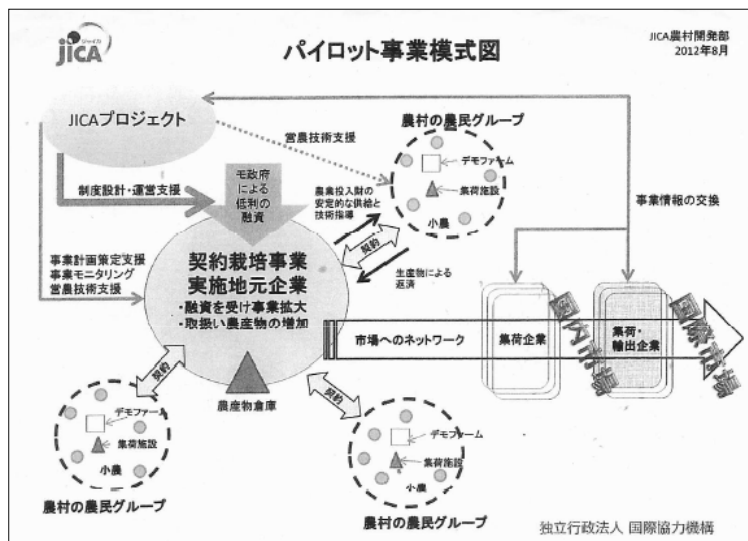 ジャイカ
JICA
パイロット事業模式図
JICA農村開発部
2012年8月
JICAプロジェクト
農村の農民グループ
営農技術支援
デモファーム
集荷施設
小農
制度設計・運営支援
モ政府
による
低利の
融資
農業投入財の
安定的な供給と
技術指導
契約
生産物による
返済
事業情報の交換
事業計画策定支援
事業モニタリング
営農技術支援
契約栽培事業
実施地元企業
・融資を受け事業拡大
・取扱い農産物の増加
市場へのネットワーク
集荷企業
国内市場
集荷・
輸出企業
国際市場
契約
農産物倉庫
契約
デモファーム
集荷施設
小農
農村の農民グループ
デモファーム
集荷施設
小農
農村の農民グループ
独立行政法人 国際協力機構